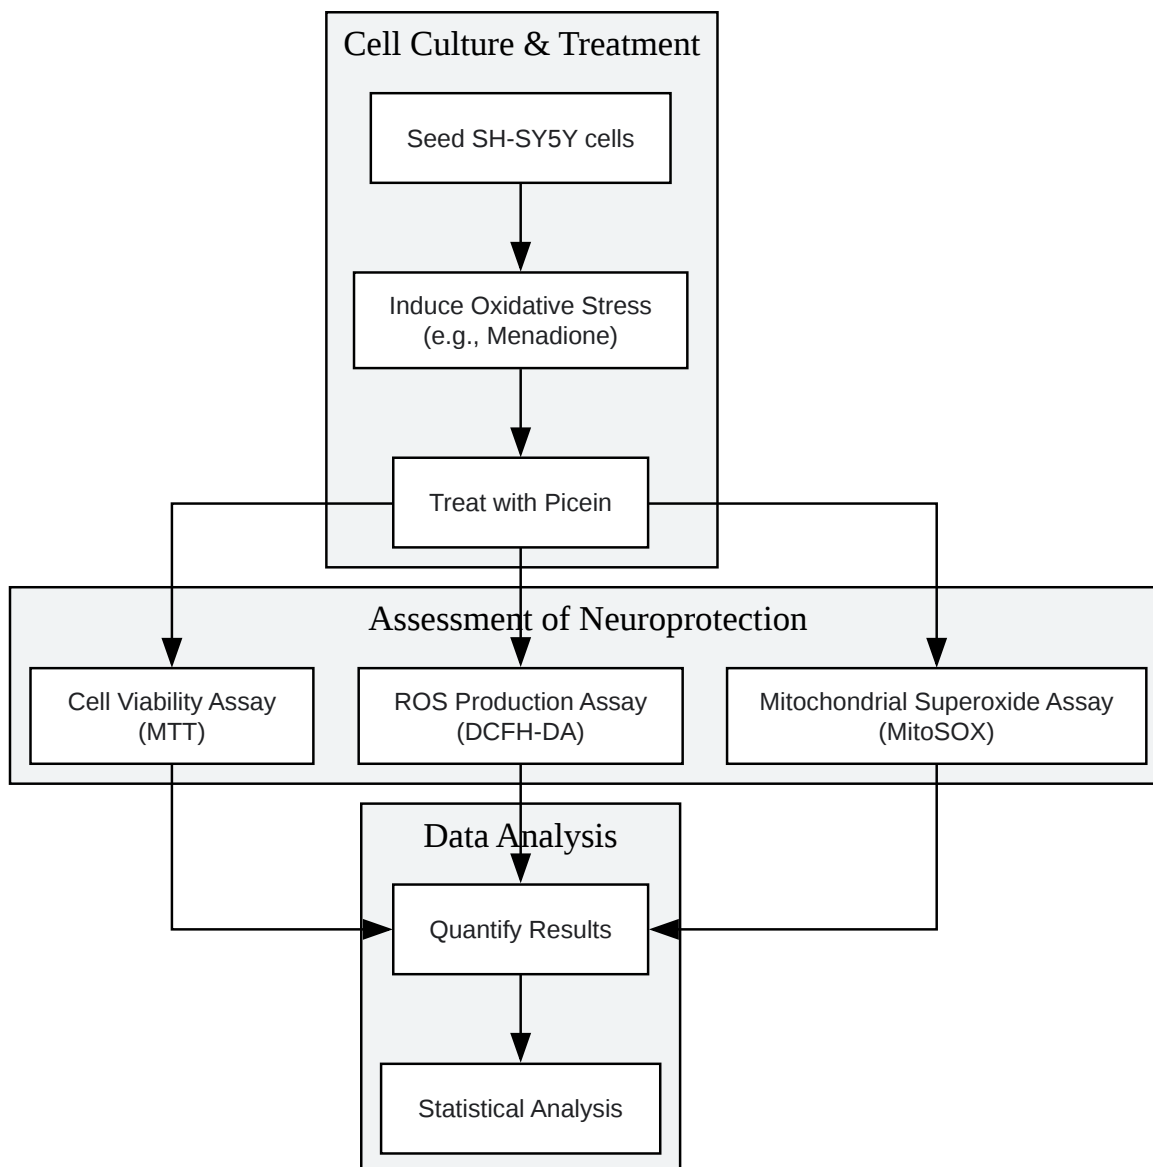 Cell Culture & Treatment
Seed SH-SY5Y cells
Induce Oxidative Stress
(e.g., Menadione)
Treat with Picein
Assessment of Neuroprotection
Cell Viability Assay
(MTT)
ROS Production Assay
(DCFH-DA)
Mitochondrial Superoxide Assay
(MitoSOX)
Data Analysis
Quantify Results
Statistical Analysis